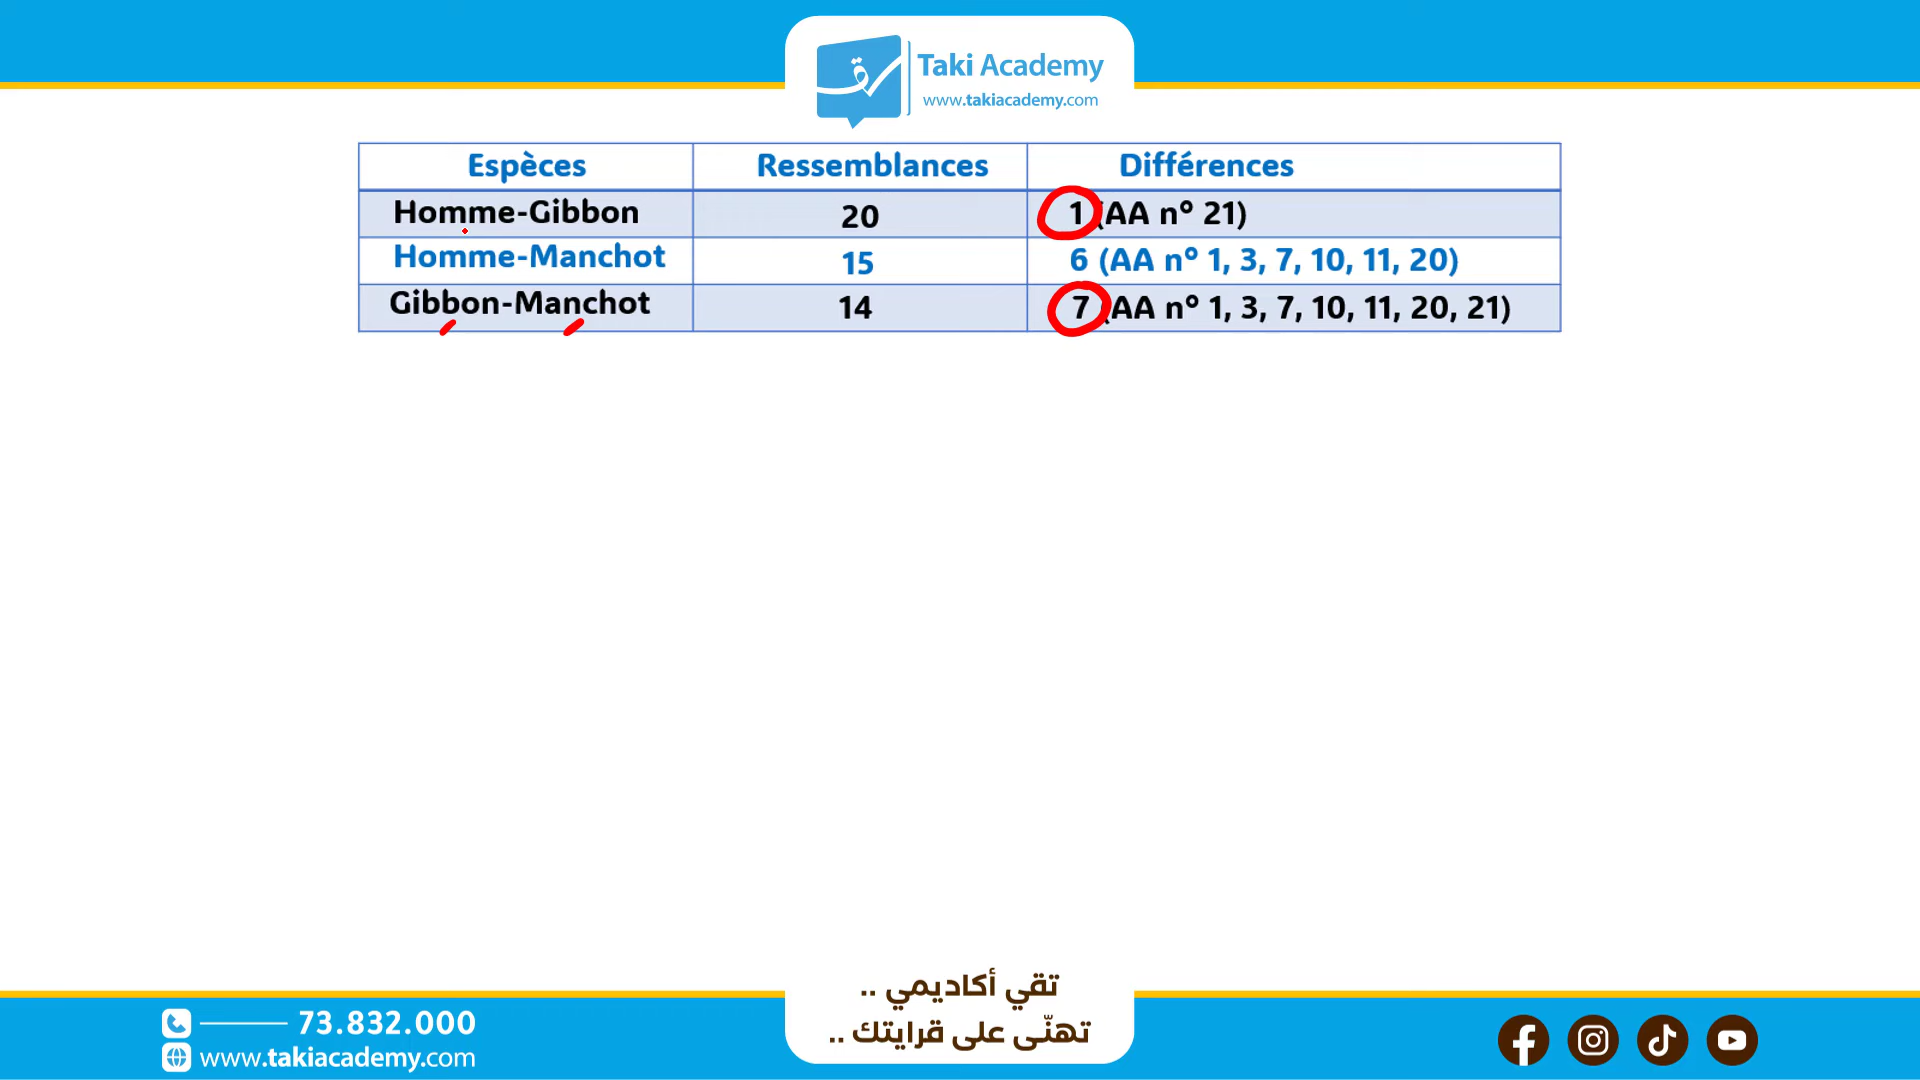 Taki Academy
www.takiacademy.com
Espèces Ressemblances Différences
Homme-Gibbon 20 1 (AA n° 21)
Homme-Manchot 15 6 (AA n° 1, 3, 7, 10, 11, 20)
Gibbon-Manchot 14 7 (AA n° 1, 3, 7, 10, 11, 20, 21)
تقي أكاديمي ..
تهنّى على قرايتك ..
73.832.000
www.takiacademy.com